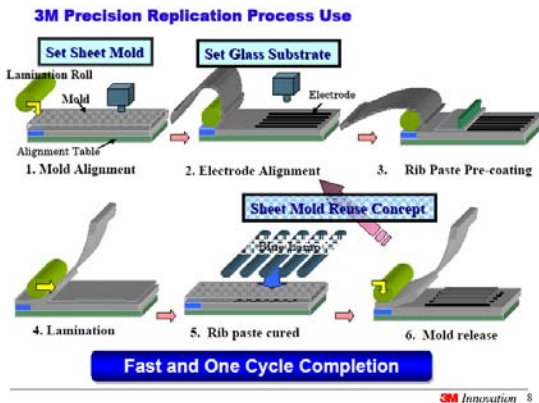 3M Precision Replication Process Use
Set Sheet Mold
Set Glass Substrate
Lamination Roll
Mold
Electrode
Alignment Table
1. Mold Alignment
2. Electrode Alignment
3. Rib Paste Pre-coating
Sheet Mold Reuse Concept
Blue Lamp
4. Lamination
5. Rib paste cured
6. Mold release
Fast and One Cycle Completion
3M Innovation 8